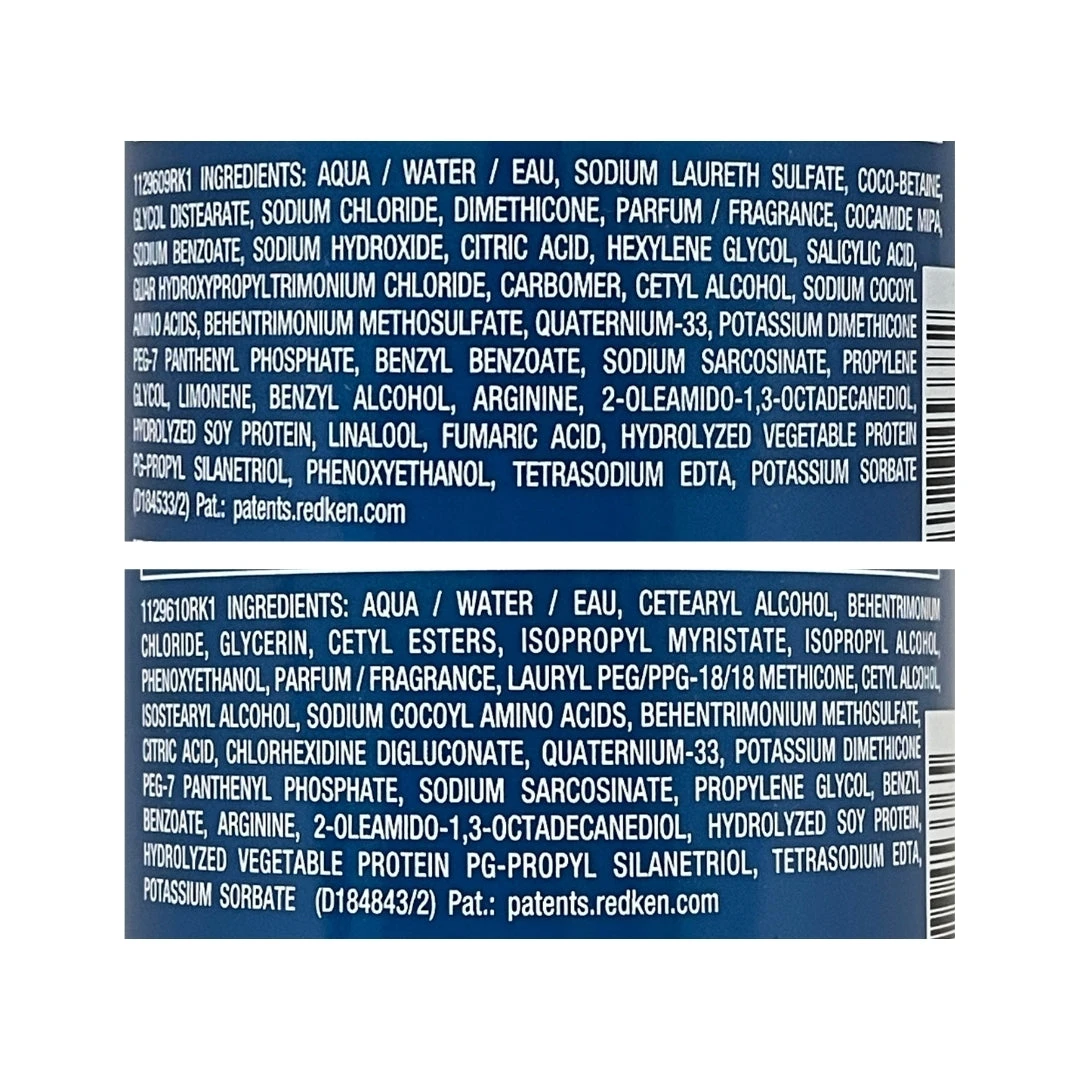 1129609RK1 INGREDIENTS: AQUA / WATER / EAU, SODIUM LAURETH SULFATE, COCO-BETAINE,
GLYCOL DISTEARATE, SODIUM CHLORIDE, DIMETHICONE, PARFUM / FRAGRANCE, COCAMIDE MIPA,
SODIUM BENZOATE, SODIUM HYDROXIDE, CITRIC ACID, HEXYLENE GLYCOL, SALICYLIC ACID,
GUAR HYDROXYPROPYLTRIMONIUM CHLORIDE, CARBOMER, CETYL ALCOHOL, SODIUM COCOYL
AMINO ACIDS, BEHENTRIMONIUM METHOSULFATE, QUATERNIUM-33, POTASSIUM DIMETHICONE
PEG-7 PANTHENYL PHOSPHATE, BENZYL BENZOATE, SODIUM SARCOSINATE, PROPYLENE
GLYCOL, LIMONENE, BENZYL ALCOHOL, ARGININE, 2-OLEAMIDO-1,3-OCTADECANEDIOL,
HYDROLYZED SOY PROTEIN, LINALOOL, FUMARIC ACID, HYDROLYZED VEGETABLE PROTEIN
PG-PROPYL SILANETRIOL, PHENOXYETHANOL, TETRASODIUM EDTA, POTASSIUM SORBATE
(D184533/2) Pat.: patents.redken.com
1129610RK1 INGREDIENTS: AQUA / WATER / EAU, CETEARYL ALCOHOL, BEHENTRIMONIUM
CHLORIDE, GLYCERIN, CETYL ESTERS, ISOPROPYL MYRISTATE, ISOPROPYL ALCOHOL,
PHENOXYETHANOL, PARFUM / FRAGRANCE, LAURYL PEG/PPG-18/18 METHICONE, CETYL ALCOHOL,
ISOSTEARYL ALCOHOL, SODIUM COCOYL AMINO ACIDS, BEHENTRIMONIUM METHOSULFATE,
CITRIC ACID, CHLORHEXIDINE DIGLUCONATE, QUATERNIUM-33, POTASSIUM DIMETHICONE
PEG-7 PANTHENYL PHOSPHATE, SODIUM SARCOSINATE, PROPYLENE GLYCOL, BENZYL
BENZOATE, ARGININE, 2-OLEAMIDO-1,3-OCTADECANEDIOL, HYDROLYZED SOY PROTEIN,
HYDROLYZED VEGETABLE PROTEIN PG-PROPYL SILANETRIOL, TETRASODIUM EDTA,
POTASSIUM SORBATE (D184843/2) Pat.: patents.redken.com